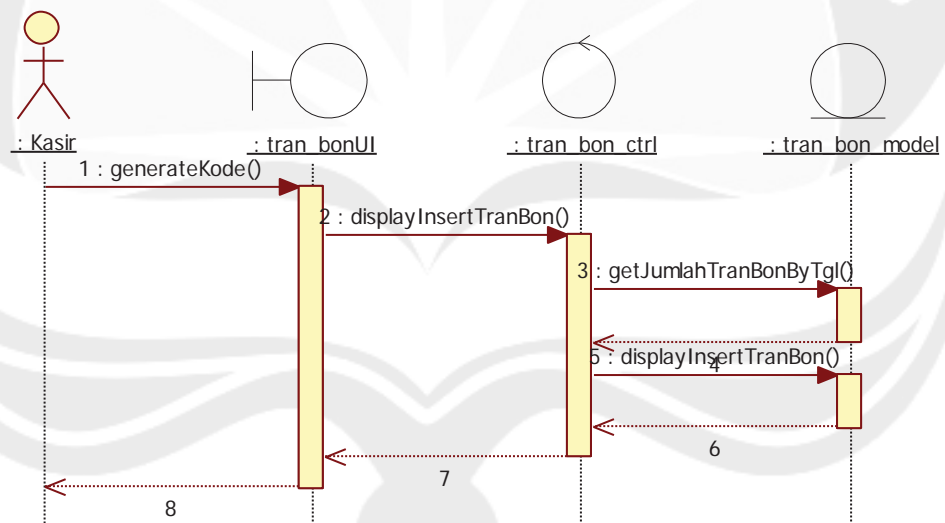 : Kasir
: tran_bonUI
: tran_bon_ctrl
: tran_bon_model
1 : generateKode()
2 : displayInsertTranBon()
3 : getJumlahTranBonByTgl()
4
5 : displayInsertTranBon()
6
7
8